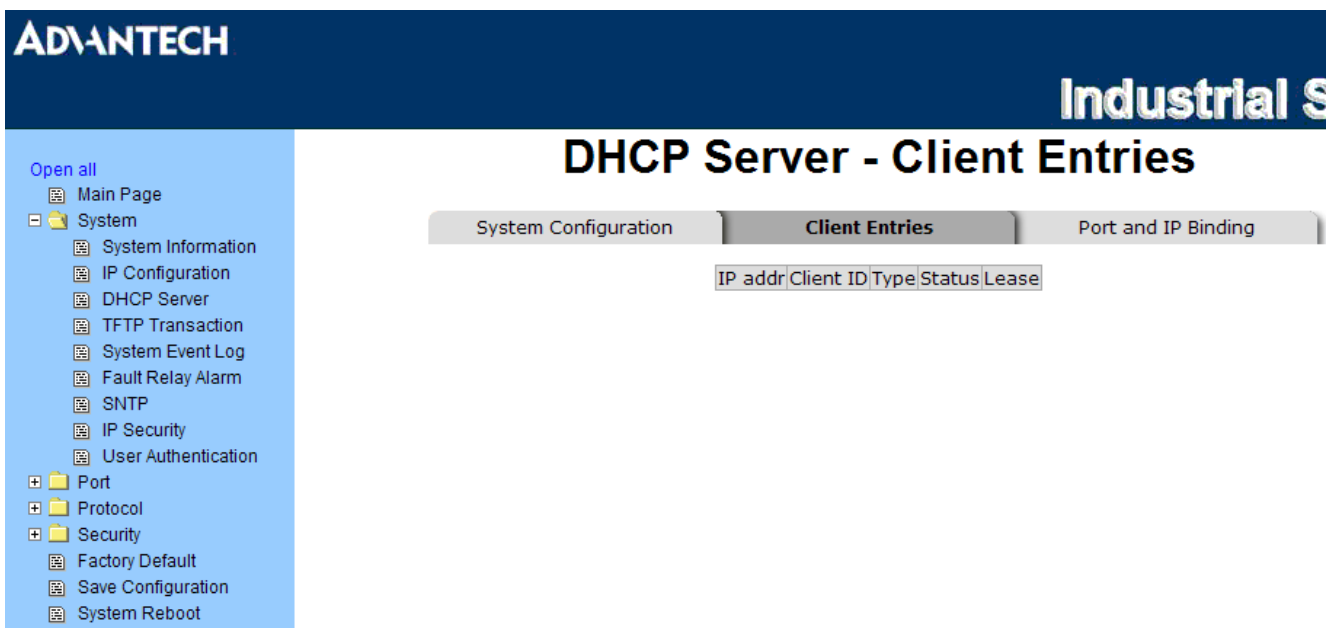 ADVANTECH
Industrial S
Open all
Main Page
System
System Information
IP Configuration
DHCP Server
TFTP Transaction
System Event Log
Fault Relay Alarm
SNTP
IP Security
User Authentication
Port
Protocol
Security
Factory Default
Save Configuration
System Reboot
DHCP Server - Client Entries
System Configuration Client Entries Port and IP Binding
IP addr Client ID Type Status Lease